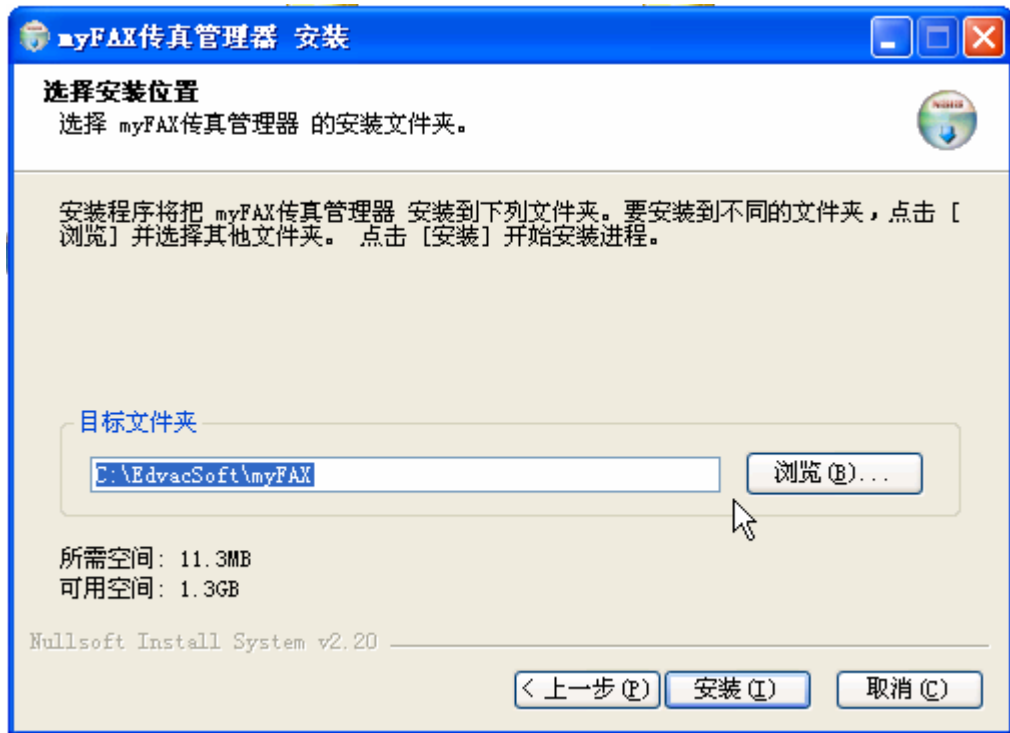 myFAX传真管理器 安装
选择安装位置
选择 myFAX传真管理器 的安装文件夹。
安装程序将把 myFAX传真管理器 安装到下列文件夹。要安装到不同的文件夹，点击 [
浏览] 并选择其他文件夹。 点击 [安装] 开始安装进程。
目标文件夹
C:\EdvacSoft\myFAX
浏览(B)...
所需空间: 11.3MB
可用空间: 1.3GB
Nullsoft Install System v2.20
< 上一步(P) 安装(I) 取消(C)